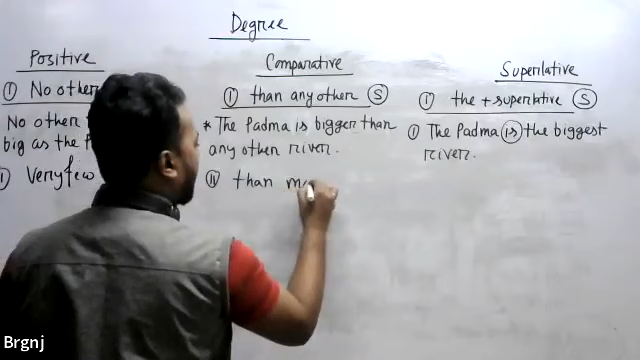 Degree
Positive
① No other
No other
big as the
Very few
Comparative
① than any other Ⓢ
* The Padma is bigger than
any other river.
⑪ than
Superlative
① the + superlative Ⓢ
① The Padma is the biggest
river.
Brgnj